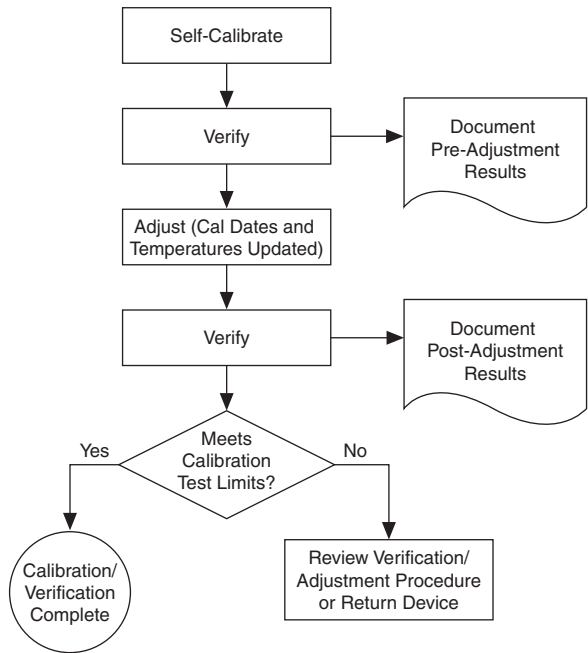 Self-Calibrate
Verify
Document
Pre-Adjustment
Results
Adjust (Cal Dates and
Temperatures Updated)
Verify
Document
Post-Adjustment
Results
Meets
Calibration
Test Limits?
Yes
No
Calibration/
Verification
Complete
Review Verification/
Adjustment Procedure
or Return Device